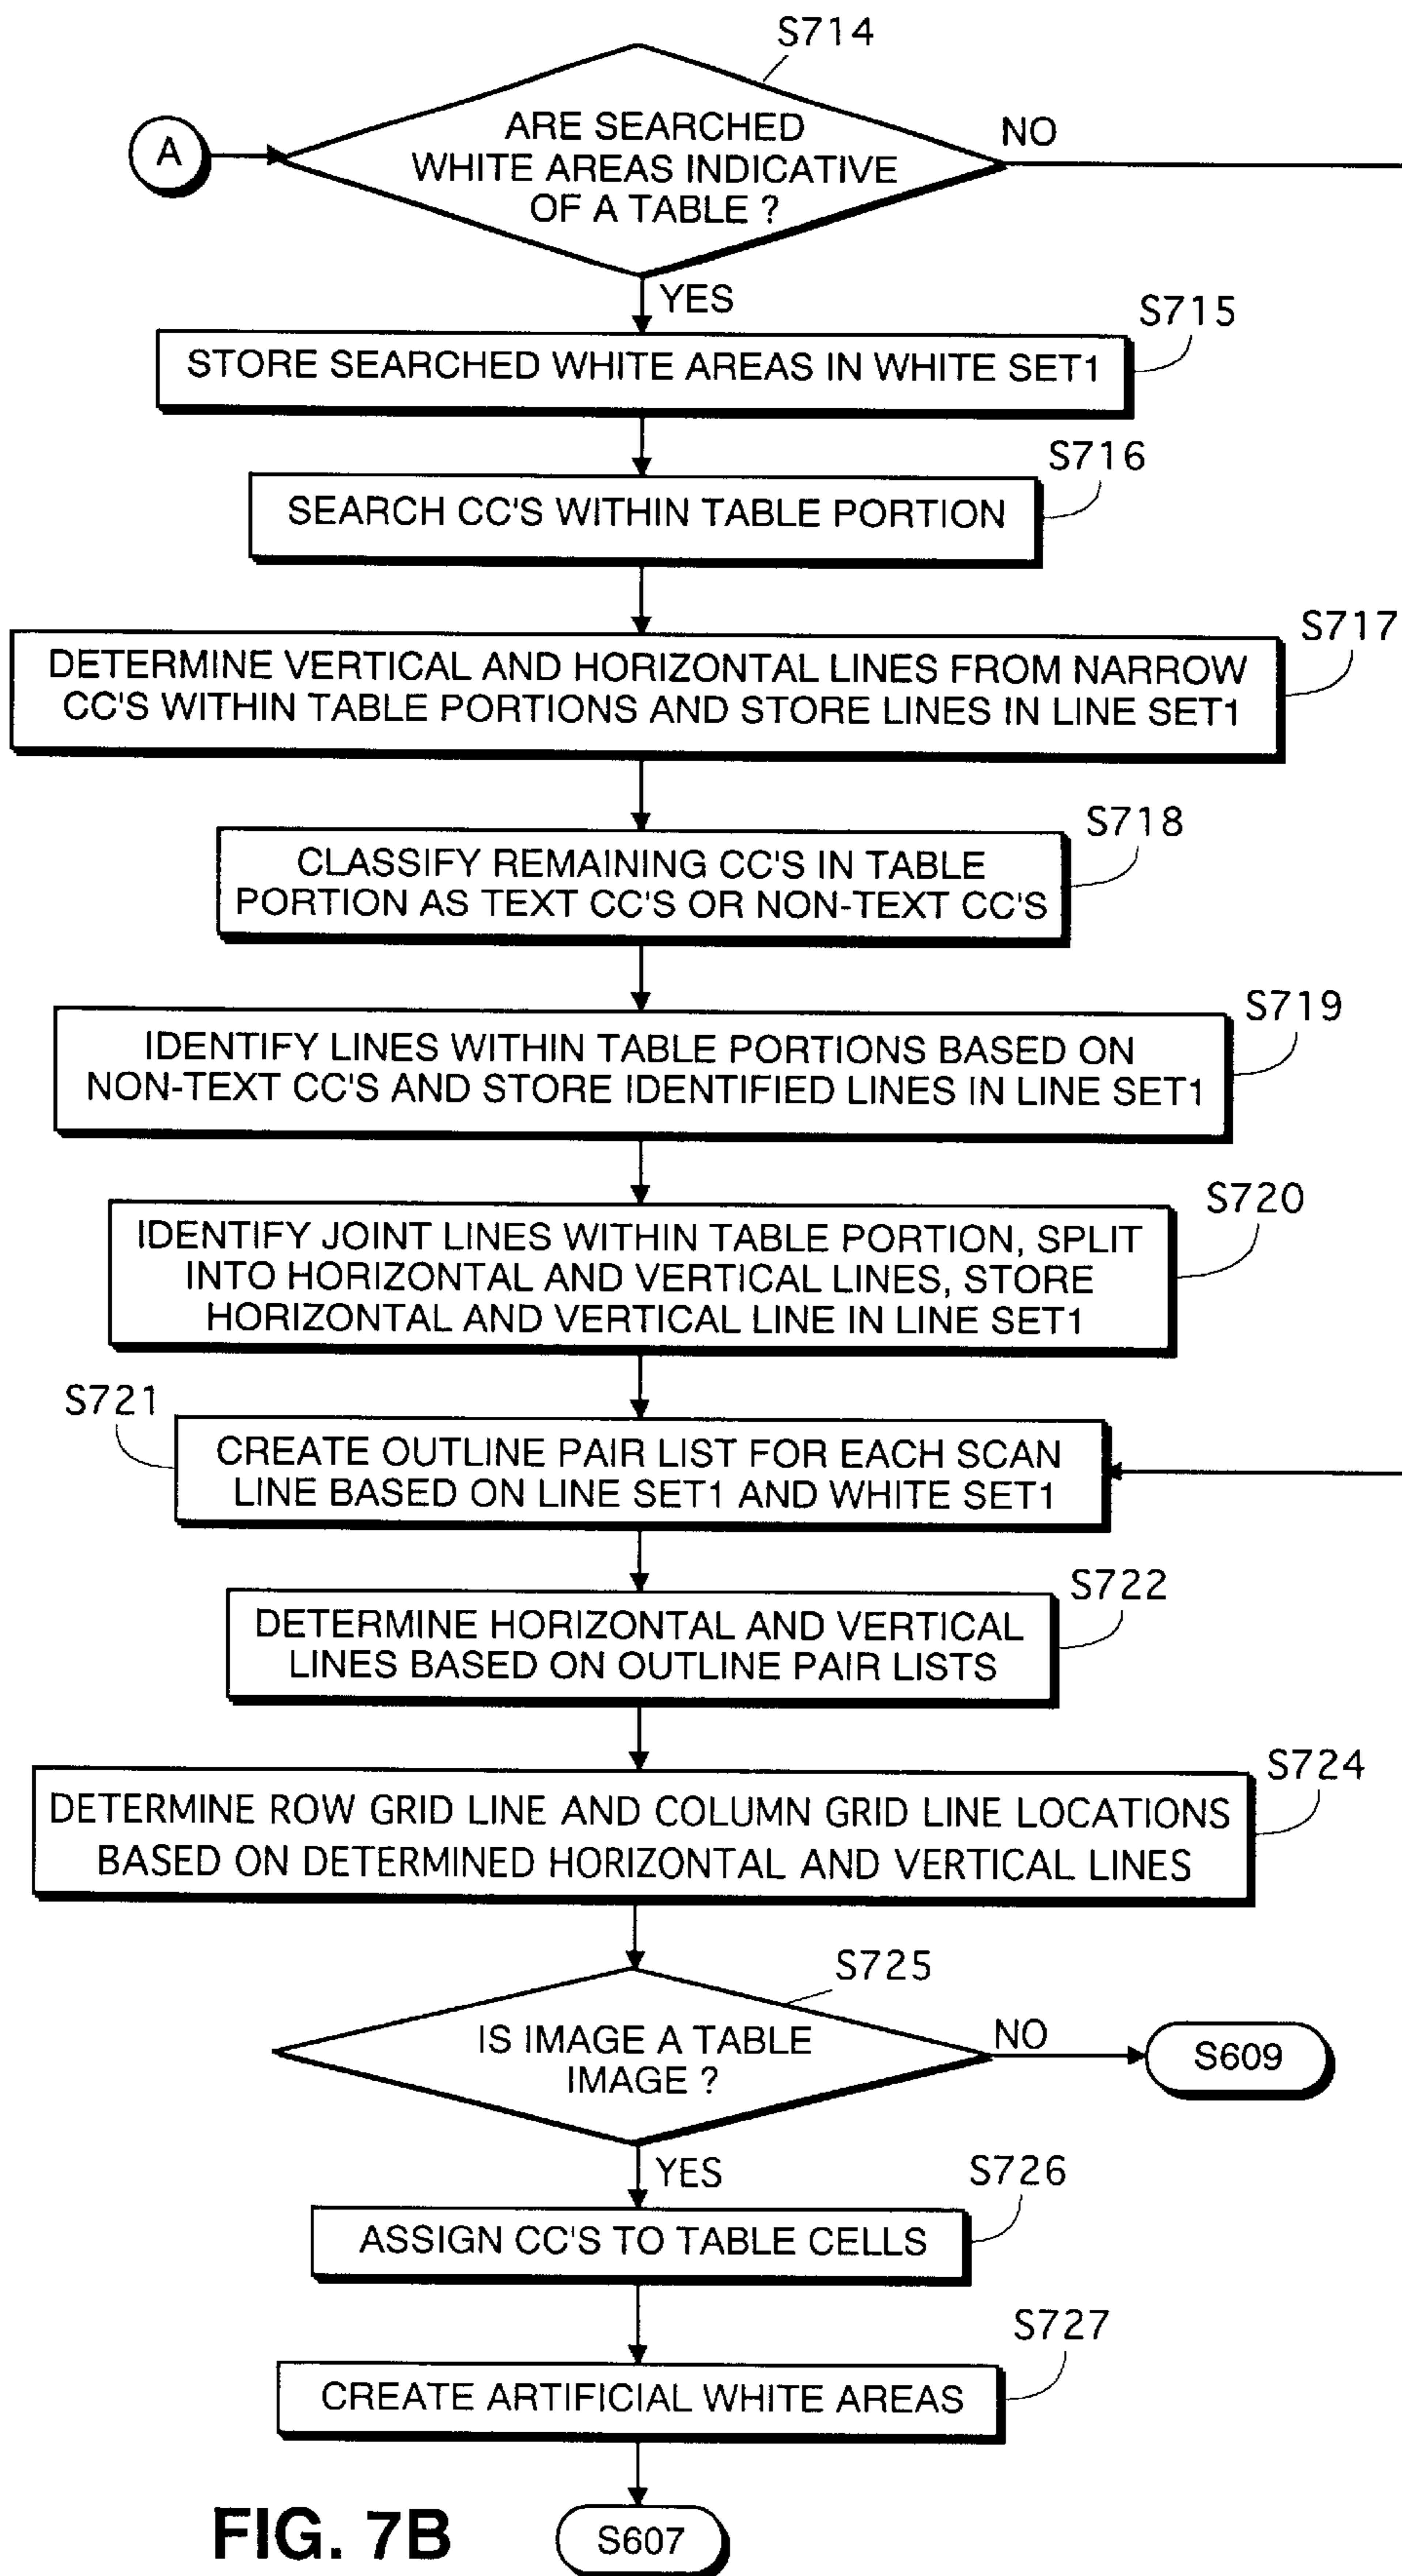 S714
A
ARE SEARCHED
WHITE AREAS INDICATIVE
OF A TABLE ?
NO
YES
S715
STORE SEARCHED WHITE AREAS IN WHITE SET1
S716
SEARCH CC'S WITHIN TABLE PORTION
S717
DETERMINE VERTICAL AND HORIZONTAL LINES FROM NARROW
CC'S WITHIN TABLE PORTIONS AND STORE LINES IN LINE SET1
S718
CLASSIFY REMAINING CC'S IN TABLE
PORTION AS TEXT CC'S OR NON-TEXT CC'S
S719
IDENTIFY LINES WITHIN TABLE PORTIONS BASED ON
NON-TEXT CC'S AND STORE IDENTIFIED LINES IN LINE SET1
S720
IDENTIFY JOINT LINES WITHIN TABLE PORTION, SPLIT
INTO HORIZONTAL AND VERTICAL LINES, STORE
HORIZONTAL AND VERTICAL LINE IN LINE SET1
S721
CREATE OUTLINE PAIR LIST FOR EACH SCAN
LINE BASED ON LINE SET1 AND WHITE SET1
S722
DETERMINE HORIZONTAL AND VERTICAL
LINES BASED ON OUTLINE PAIR LISTS
S724
DETERMINE ROW GRID LINE AND COLUMN GRID LINE LOCATIONS
BASED ON DETERMINED HORIZONTAL AND VERTICAL LINES
S725
IS IMAGE A TABLE
IMAGE ?
NO
S609
YES
S726
ASSIGN CC'S TO TABLE CELLS
S727
CREATE ARTIFICIAL WHITE AREAS
FIG. 7B
S607